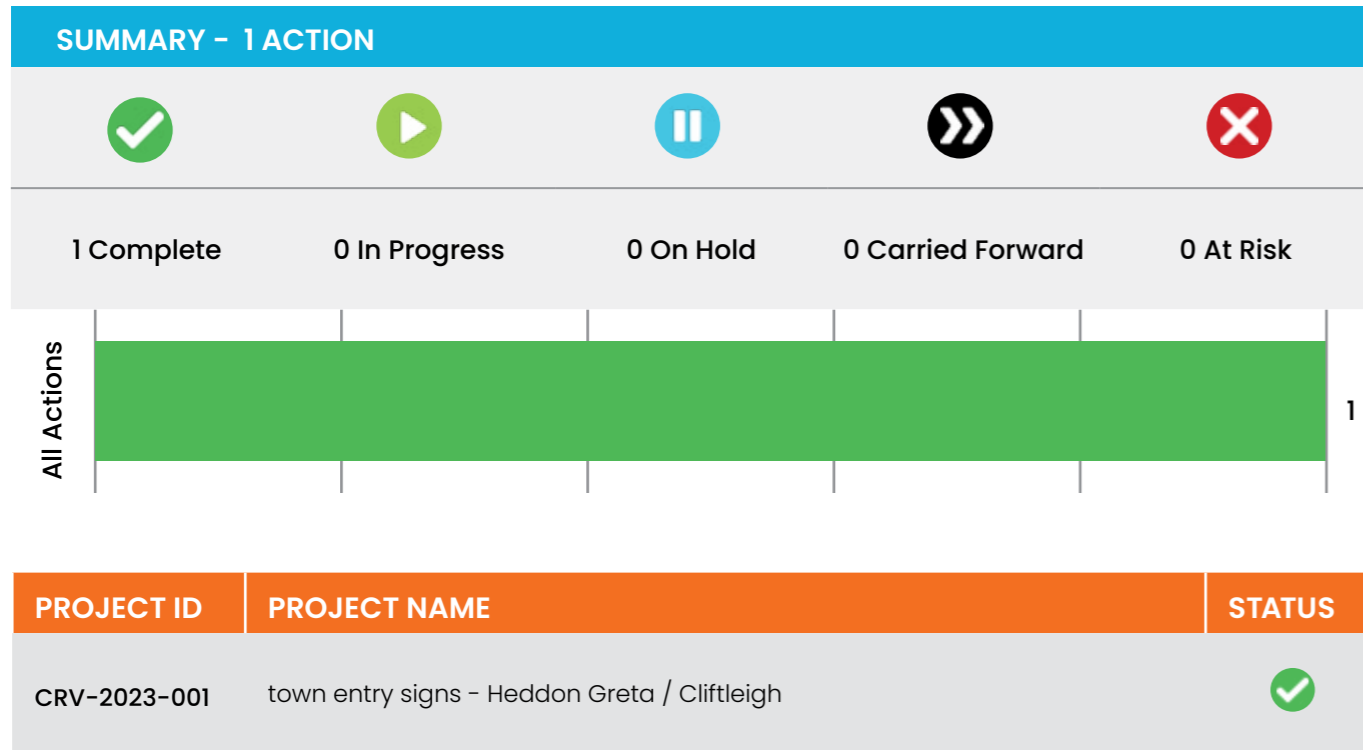 SUMMARY - 1 ACTION
1 Complete 0 In Progress 0 On Hold 0 Carried Forward 0 At Risk
All Actions
1
PROJECT ID PROJECT NAME STATUS
CRV-2023-001 town entry signs - Heddon Greta / Cliftleigh